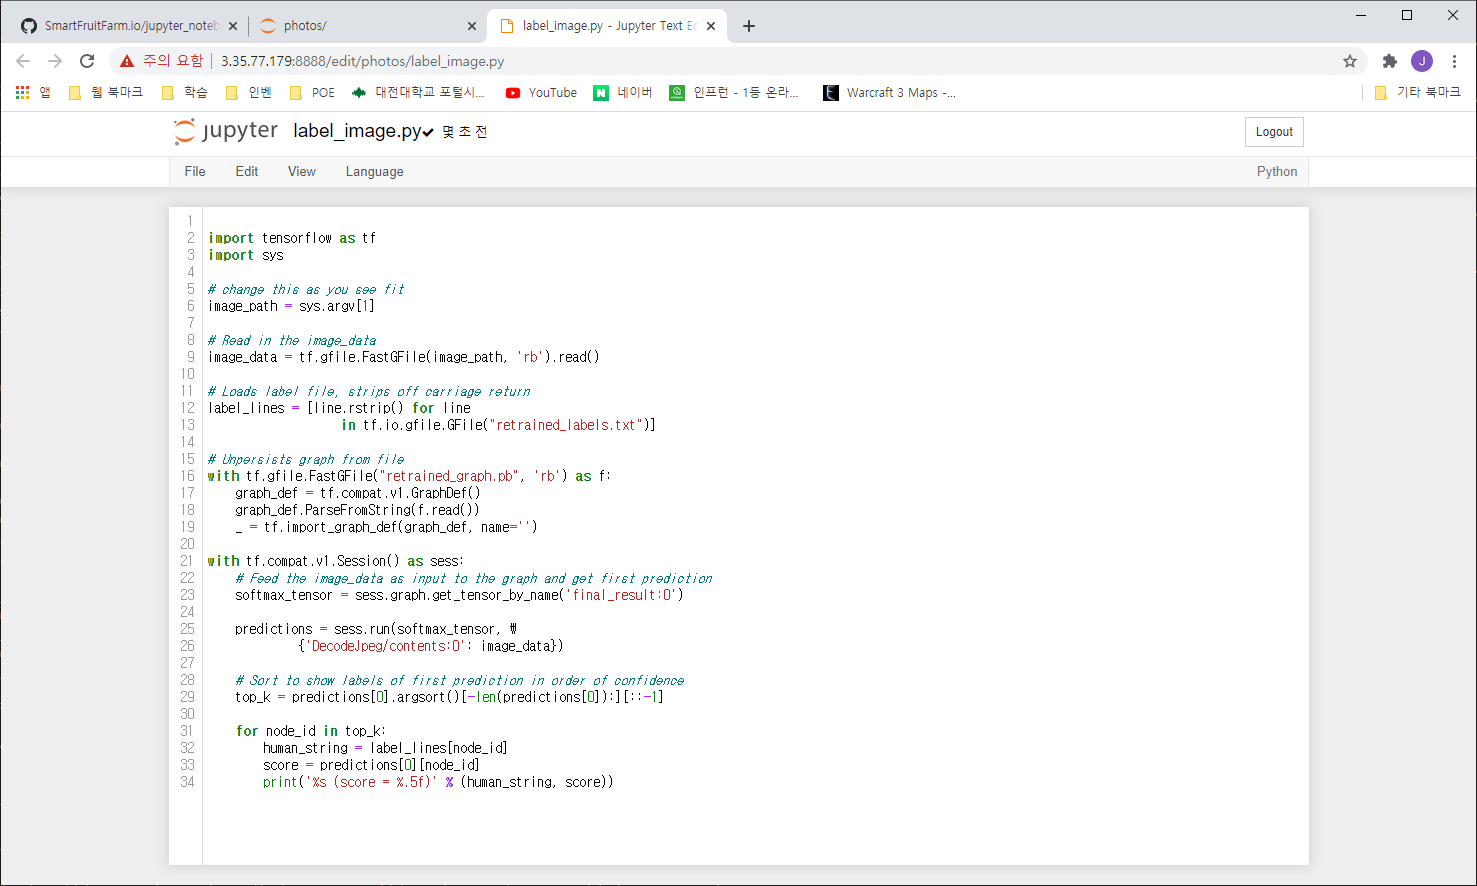 SmartFruitFarm.io/jupyter_noteb
photos/
label_image.py - Jupyter Text Ed
주의 요함
3.35.77.179:8888/edit/photos/label_image.py
J
앱
웹 북마크
학습
인벤
POE
대전대학교 포털시...
YouTube
네이버
인프런 - 1등 온라...
Warcraft 3 Maps -...
기타 북마크
jupyter
label_image.py✔ 몇 초 전
Logout
File
Edit
View
Language
Python
1
2 import tensorflow as tf
3 import sys
4
5 # change this as you see fit
6 image_path = sys.argv[1]
7
8 # Read in the image_data
9 image_data = tf.gfile.FastGFile(image_path, 'rb').read()
10
11 # Loads label file, strips off carriage return
12 label_lines = [line.rstrip() for line
13                    in tf.io.gfile.GFile("retrained_labels.txt")]
14
15 # Unpersists graph from file
16 with tf.gfile.FastGFile("retrained_graph.pb", 'rb') as f:
17     graph_def = tf.compat.v1.GraphDef()
18     graph_def.ParseFromString(f.read())
19     _ = tf.import_graph_def(graph_def, name='')
20
21 with tf.compat.v1.Session() as sess:
22     # Feed the image_data as input to the graph and get first prediction
23     softmax_tensor = sess.graph.get_tensor_by_name('final_result:0')
24
25     predictions = sess.run(softmax_tensor, ₩
26              {'DecodeJpeg/contents:0': image_data})
27
28     # Sort to show labels of first prediction in order of confidence
29     top_k = predictions[0].argsort()[-len(predictions[0]):][::-1]
30
31     for node_id in top_k:
32         human_string = label_lines[node_id]
33         score = predictions[0][node_id]
34         print('%s (score = %.5f)' % (human_string, score))